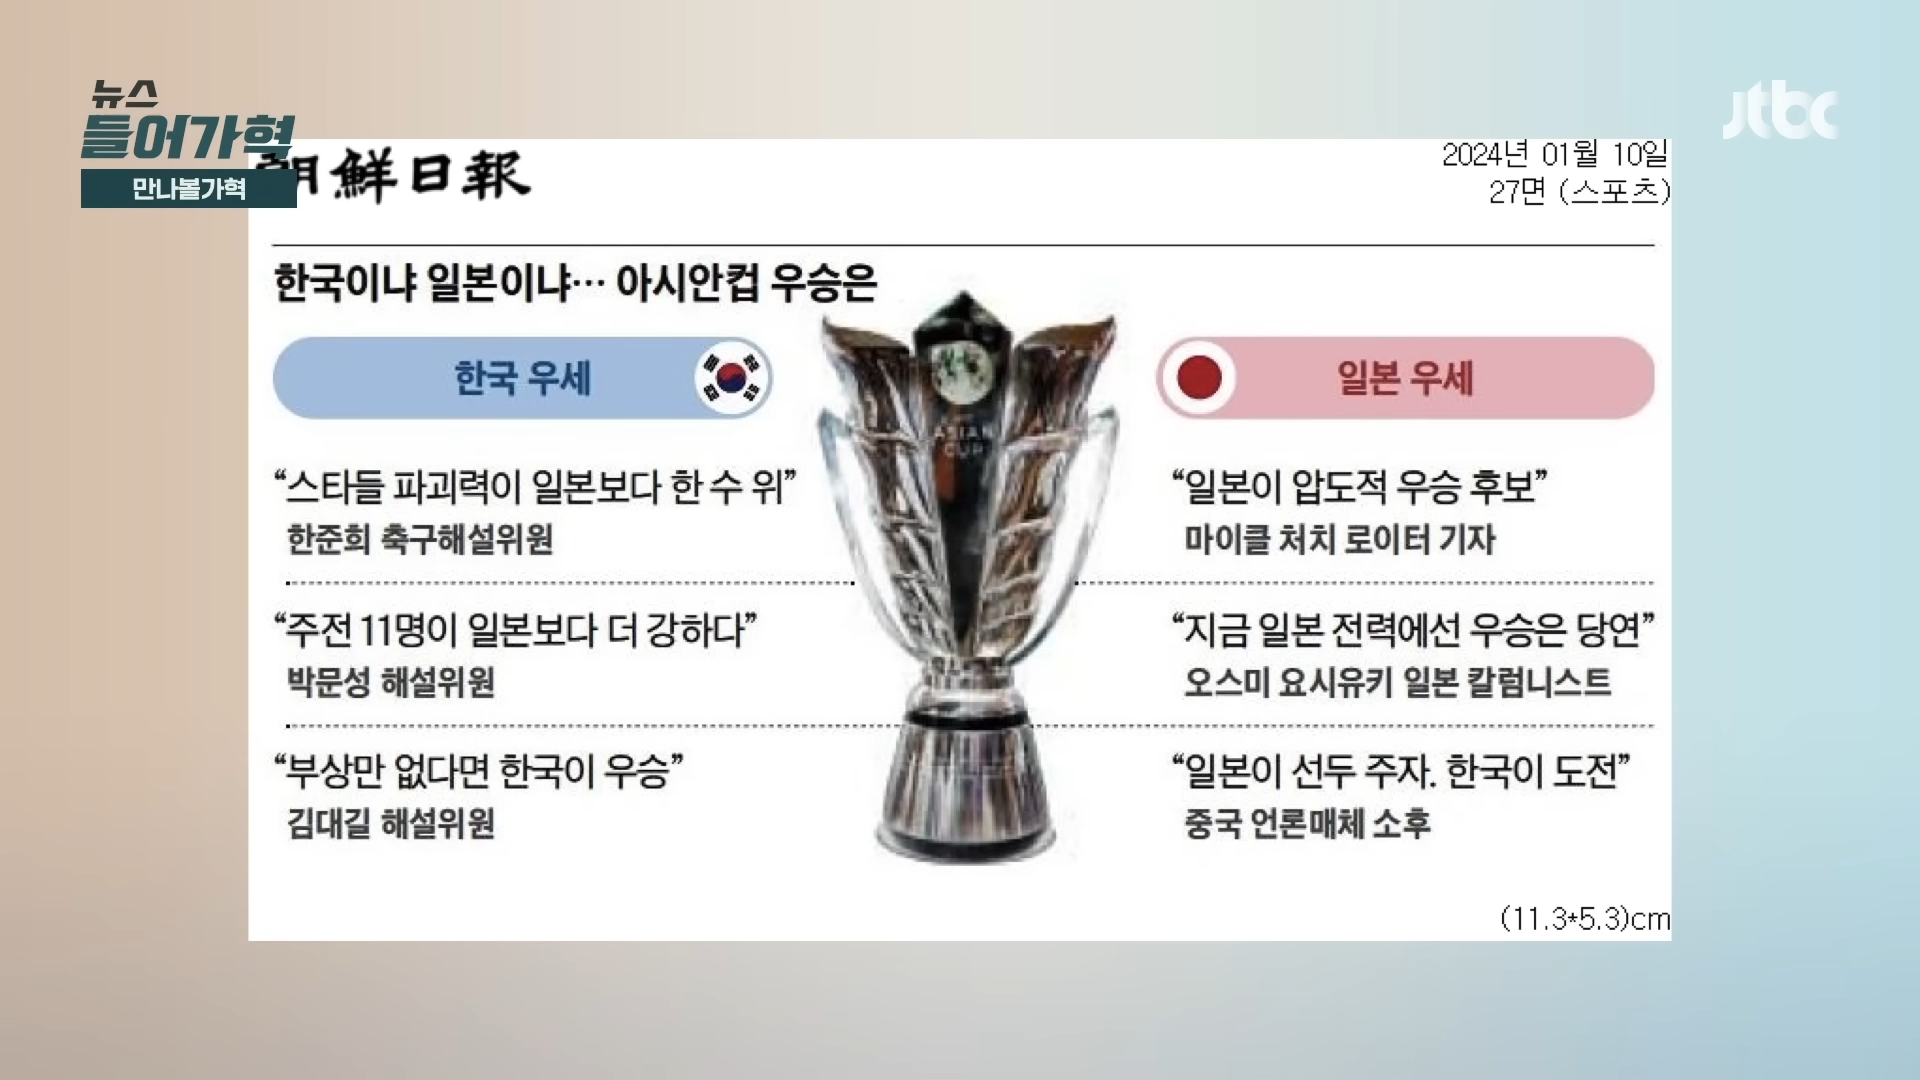 뉴스
들어가혁
만나볼가혁
jtbc
朝鮮日報
2024년 01월 10일
27면 (스포츠)
한국이냐 일본이냐… 아시안컵 우승은
한국 우세
“스타들 파괴력이 일본보다 한 수 위”
한준희 축구해설위원
“주전 11명이 일본보다 더 강하다”
박문성 해설위원
“부상만 없다면 한국이 우승”
김대길 해설위원
ASIAN
CUP
일본 우세
“일본이 압도적 우승 후보”
마이클 처치 로이터 기자
“지금 일본 전력에선 우승은 당연”
오스미 요시유키 일본 칼럼니스트
“일본이 선두 주자. 한국이 도전”
중국 언론매체 소후
(11.3*5.3)cm